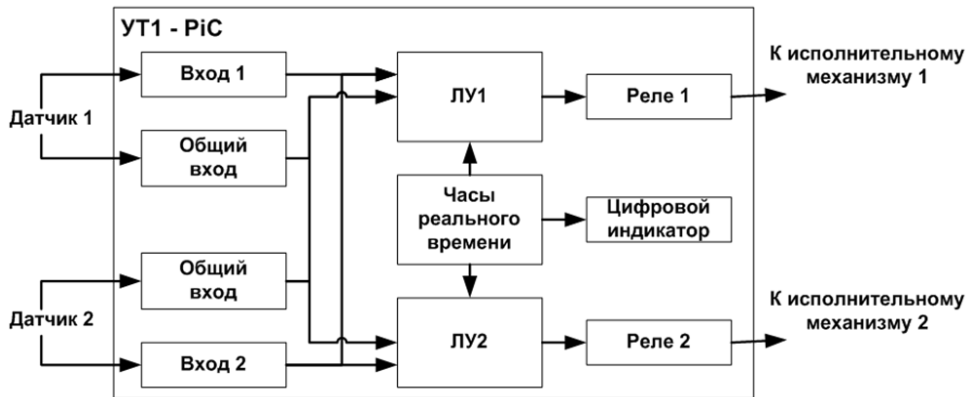 УТ1 - PiC
Датчик 1
Вход 1
Общий
вход
ЛУ1
Реле 1
К исполнительному
механизму 1
Часы
реального
времени
Цифровой
индикатор
Датчик 2
Общий
вход
Вход 2
ЛУ2
Реле 2
К исполнительному
механизму 2